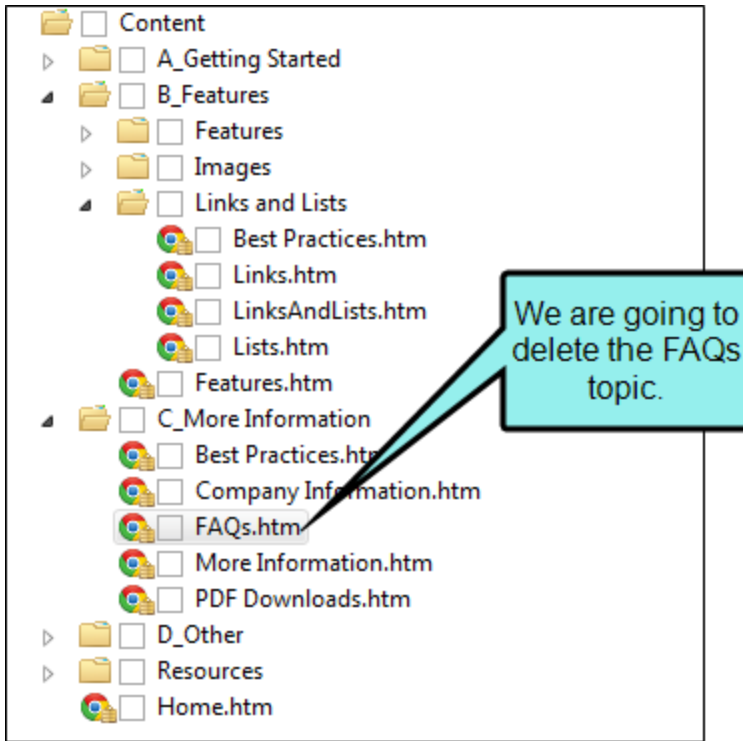 Content
A_Getting Started
B_Features
Features
Images
Links and Lists
Best Practices.htm
Links.htm
LinksAndLists.htm
Lists.htm
Features.htm
C_More Information
Best Practices.htm
Company Information.htm
FAQs.htm
More Information.htm
PDF Downloads.htm
D_Other
Resources
Home.htm
We are going to
delete the FAQs
topic.